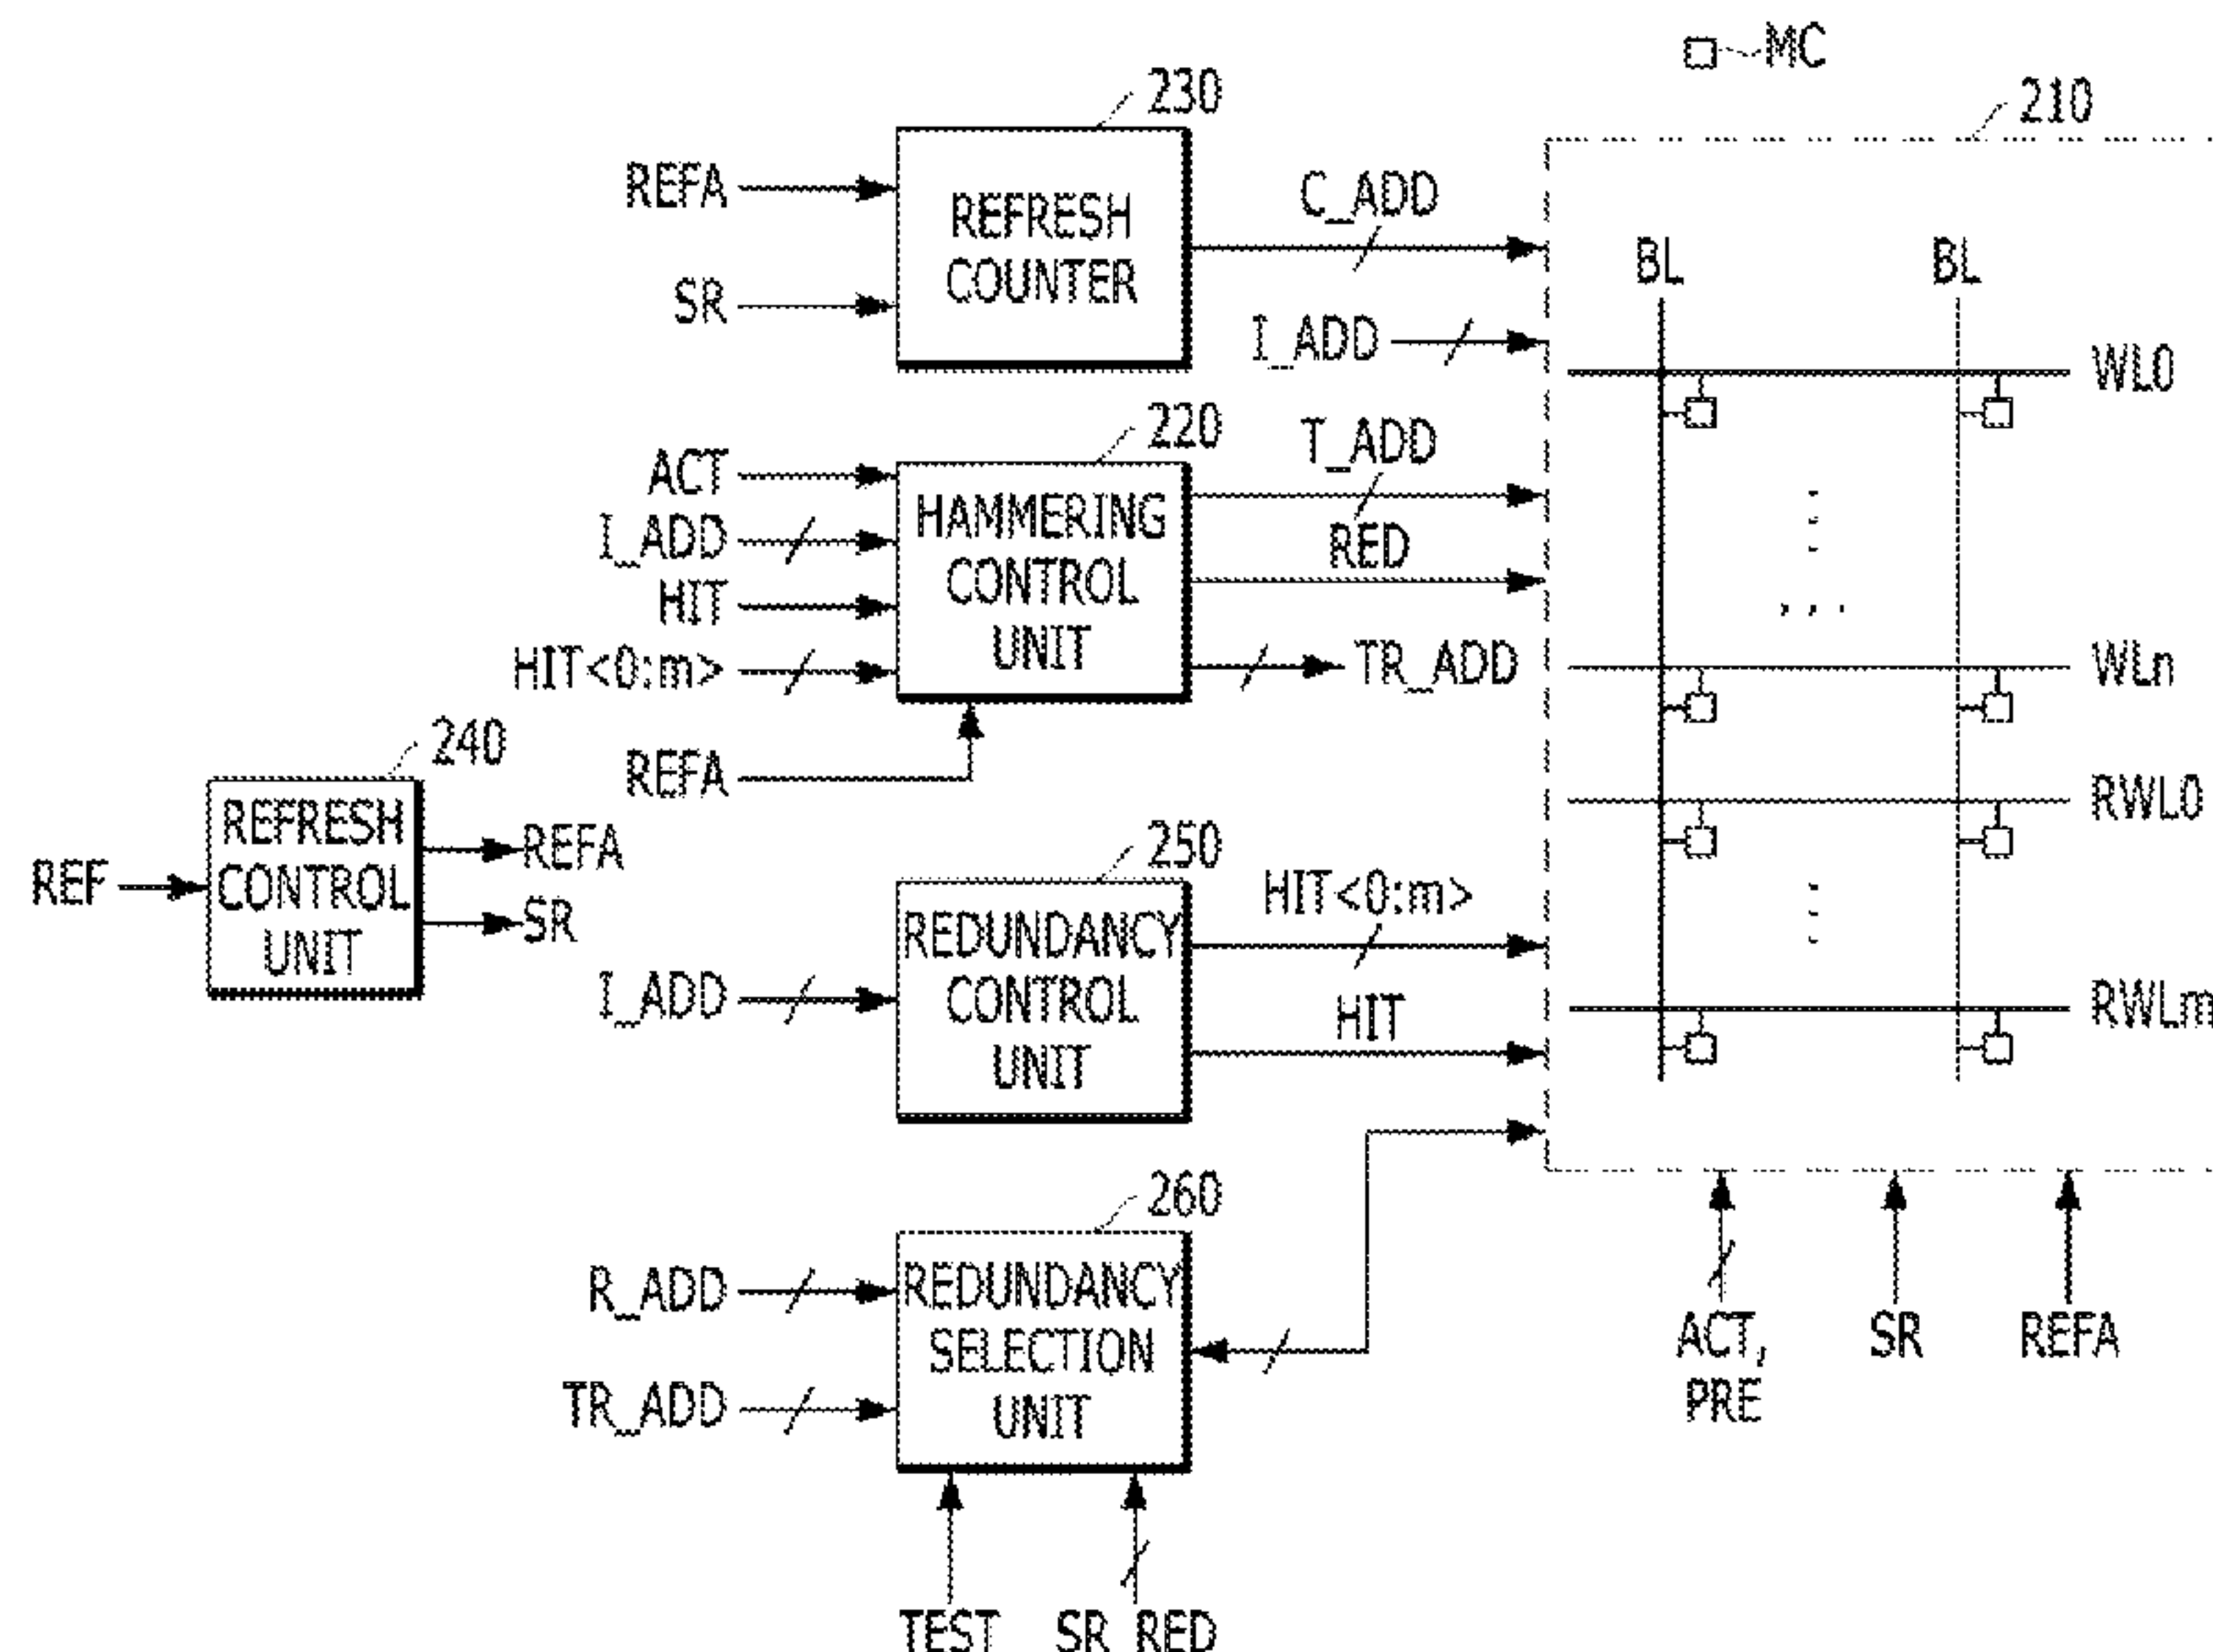 MC
230
210
REFA
REFRESH
COUNTER
SR
C_ADD
I_ADD
BL
BL
WL0
220
ACT
I_ADD
HIT
HIT<0:m>
HAMMERING
CONTROL
UNIT
T_ADD
RED
TR_ADD
REFA
WLn
RWL0
RWLm
240
REF
REFRESH
CONTROL
UNIT
REFA
SR
250
I_ADD
REDUNDANCY
CONTROL
UNIT
HIT<0:m>
HIT
260
R_ADD
TR_ADD
REDUNDANCY
SELECTION
UNIT
ACT,
PRE
SR
REFA
TEST
SR_RED